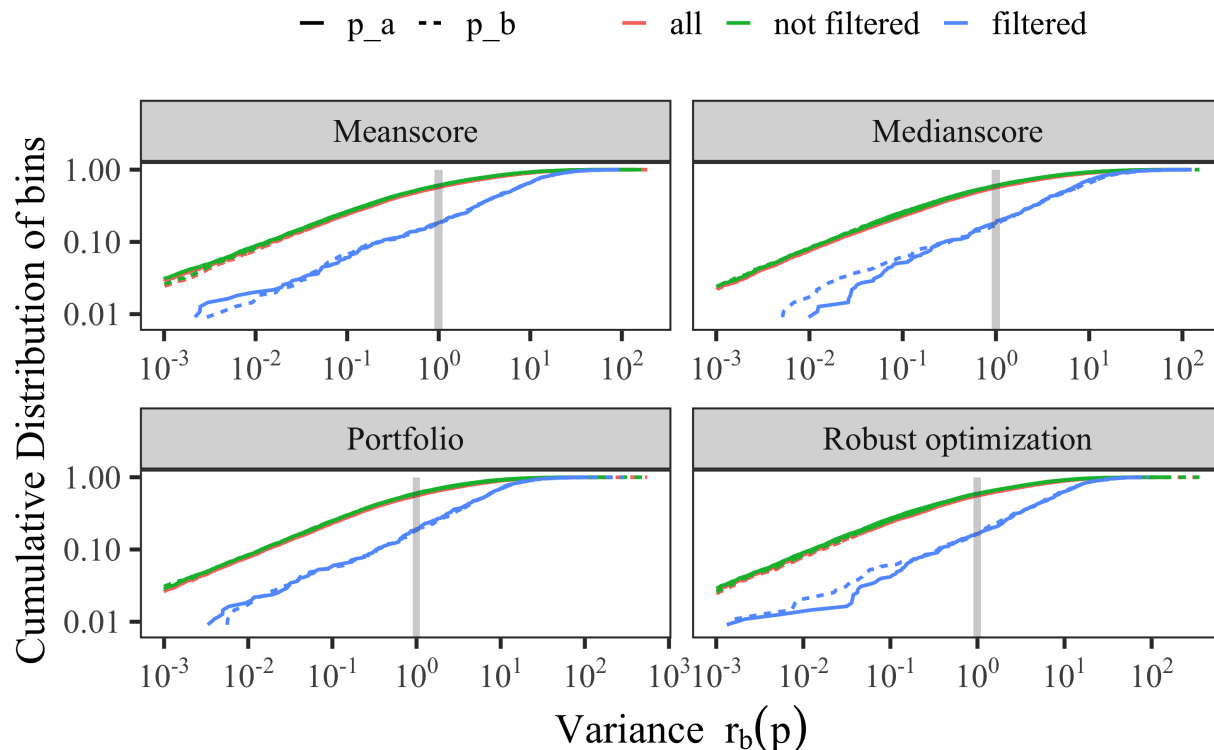 p_a p_b all not filtered filtered
Cumulative Distribution of bins
Meanscore Medianscore
1.00
0.10
0.01
10⁻³ 10⁻² 10⁻¹ 10⁰ 10¹ 10² 10⁻³ 10⁻² 10⁻¹ 10⁰ 10¹ 10²
Portfolio Robust optimization
1.00
0.10
0.01
10⁻³ 10⁻² 10⁻¹ 10⁰ 10¹ 10² 10³ 10⁻³ 10⁻² 10⁻¹ 10⁰ 10¹ 10²
Variance r_b(p)